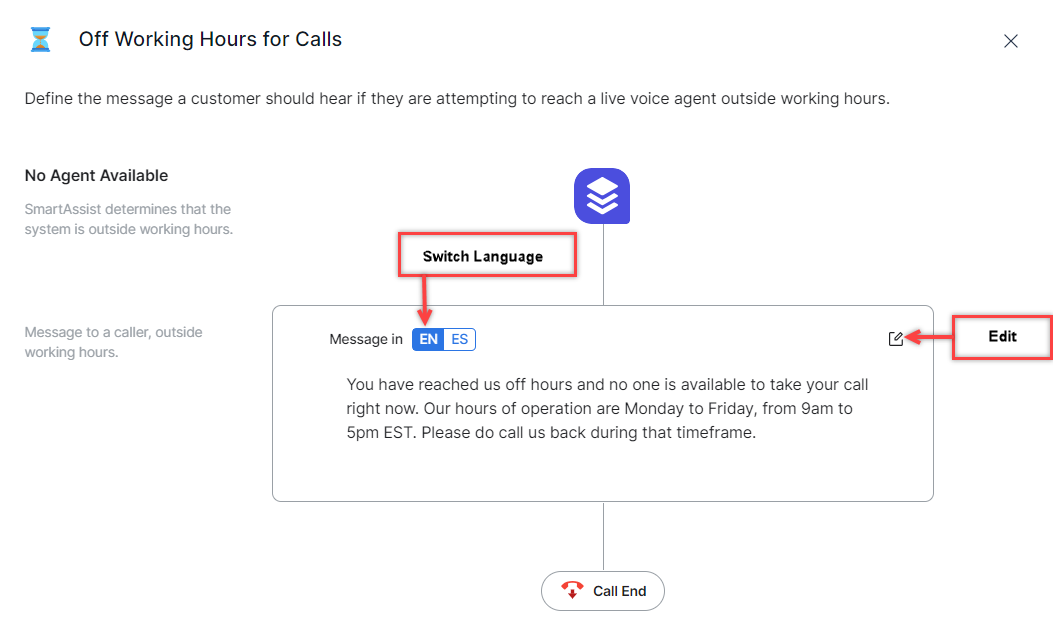 Off Working Hours for Calls
Define the message a customer should hear if they are attempting to reach a live voice agent outside working hours.
No Agent Available
SmartAssist determines that the
system is outside working hours.
Switch Language
Message to a caller, outside
working hours.
Message in EN ES
Edit
You have reached us off hours and no one is available to take your call
right now. Our hours of operation are Monday to Friday, from 9am to
5pm EST. Please do call us back during that timeframe.
Call End